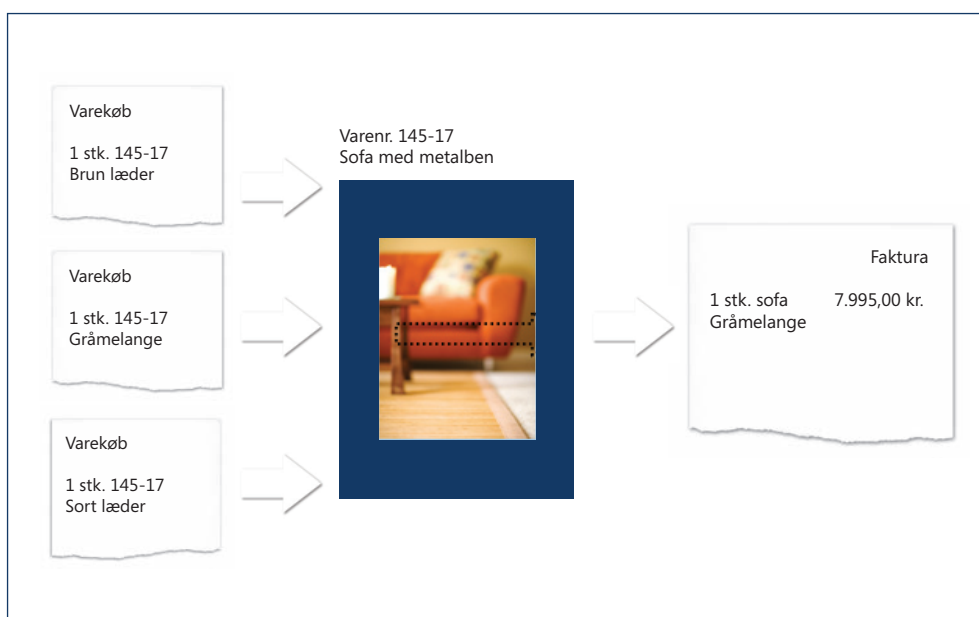 Varekøb
1 stk. 145-17
Brun læder
Varekøb
1 stk. 145-17
Gråmelange
Varekøb
1 stk. 145-17
Sort læder
Varenr. 145-17
Sofa med metalben
Faktura
1 stk. sofa 7.995,00 kr.
Gråmelange